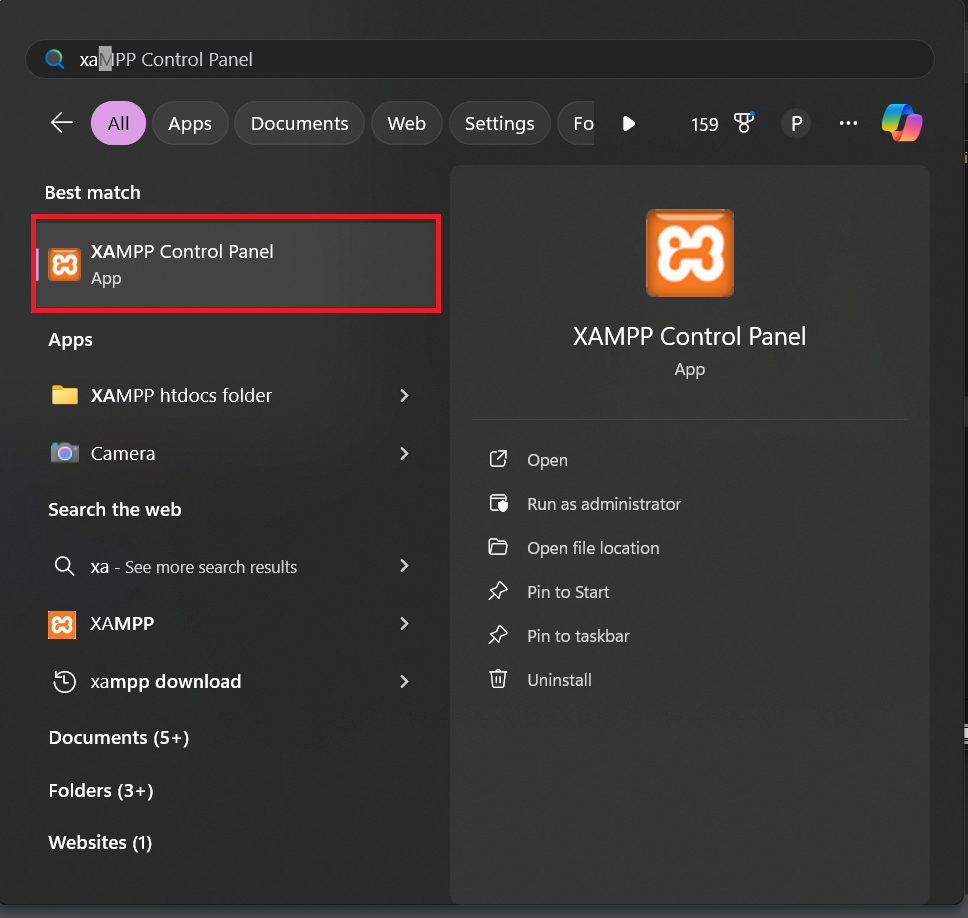 xaMPP Control Panel
All
Apps
Documents
Web
Settings
Fo
159
P
Best match
XAMPP Control Panel
App
Apps
XAMPP htdocs folder
Camera
Search the web
xa - See more search results
XAMPP
xampp download
Documents (5+)
Folders (3+)
Websites (1)
XAMPP Control Panel
App
Open
Run as administrator
Open file location
Pin to Start
Pin to taskbar
Uninstall